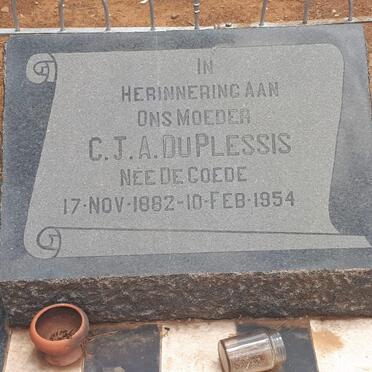 IN
HERINNERING AAN
ONS MOEDER
C.J.A. DU PLESSIS
NEE DE COEDE
17·NOV·1882-10·FEB·1954